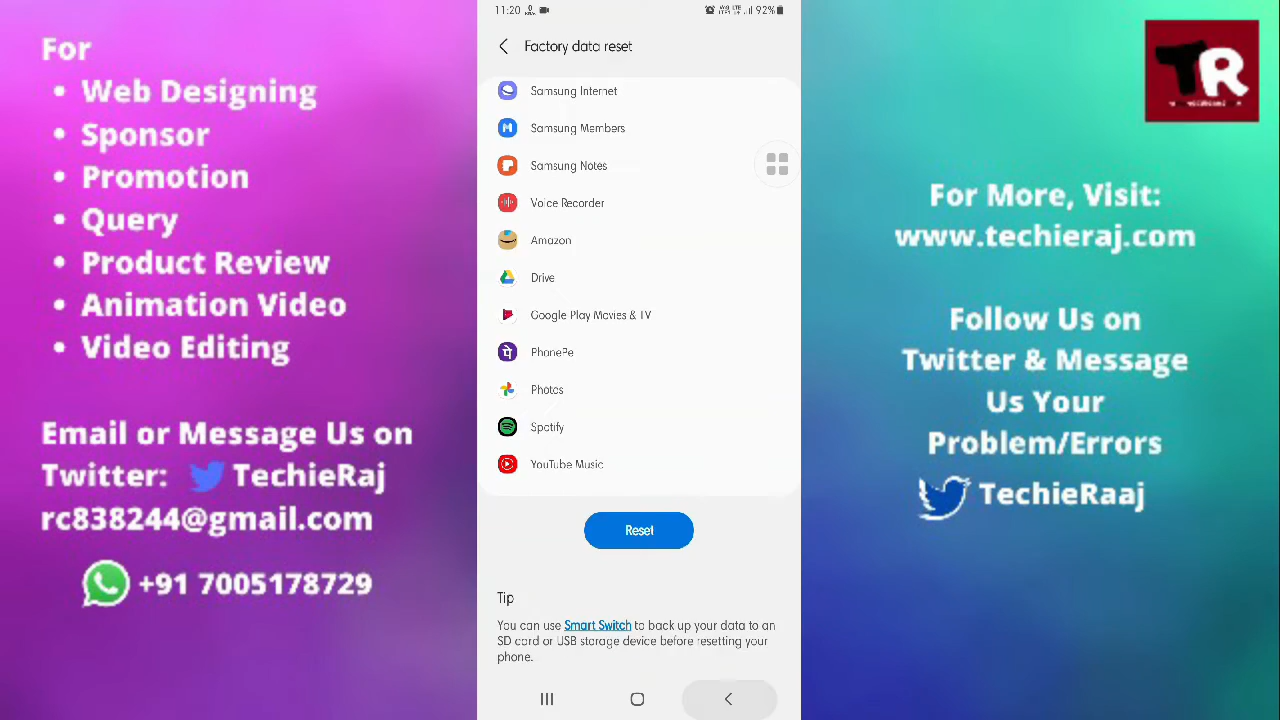 For
• Web Designing
• Sponsor
• Promotion
• Query
• Product Review
• Animation Video
• Video Editing
Email or Message Us on
Twitter: TechieRaj
rc838244@gmail.com
+91 7005178729
11:20
92%
Factory data reset
Samsung Internet
Samsung Members
Samsung Notes
Voice Recorder
Amazon
Drive
Google Play Movies & TV
PhonePe
Photos
Spotify
YouTube Music
Reset
Tip
You can use Smart Switch to back up your data to an
SD card or USB storage device before resetting your
phone.
TR
For More, Visit:
www.techieraj.com
Follow Us on
Twitter & Message
Us Your
Problem/Errors
TechieRaaj